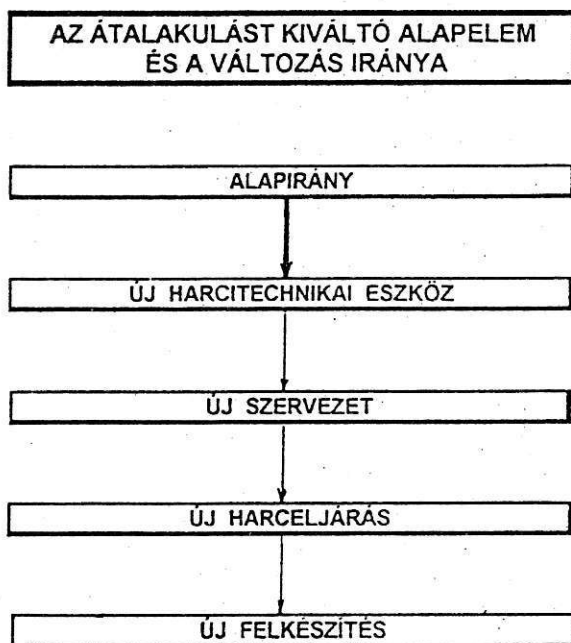 AZ ÁTALAKULÁST KIVÁLTÓ ALAPELEM
ÉS A VÁLTOZÁS IRÁNYA
ALAPIRÁNY
ÚJ HARCITECHNIKAI ESZKÖZ
ÚJ SZERVEZET
ÚJ HARCELJÁRÁS
ÚJ FELKÉSZÍTÉS